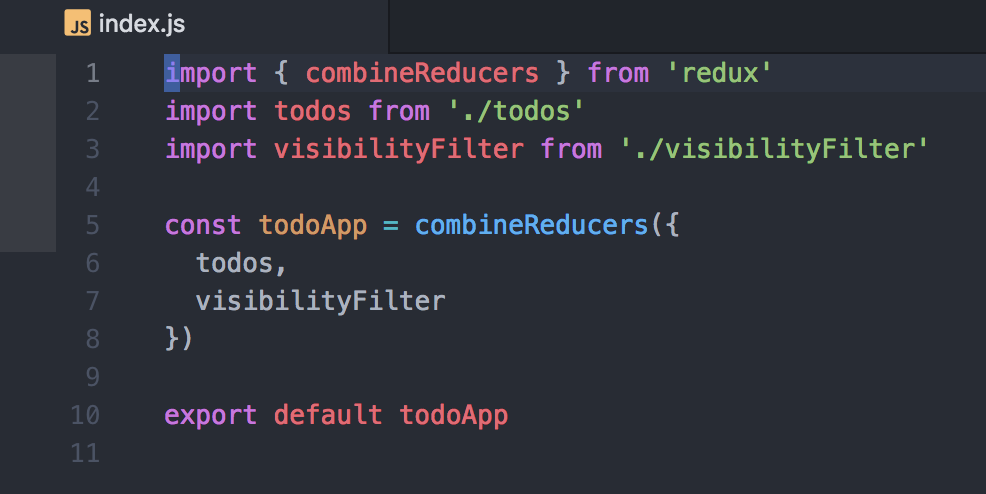 JS index.js
1 import { combineReducers } from 'redux'
2 import todos from './todos'
3 import visibilityFilter from './visibilityFilter'
4
5 const todoApp = combineReducers({
6   todos,
7   visibilityFilter
8 })
9
10 export default todoApp
11